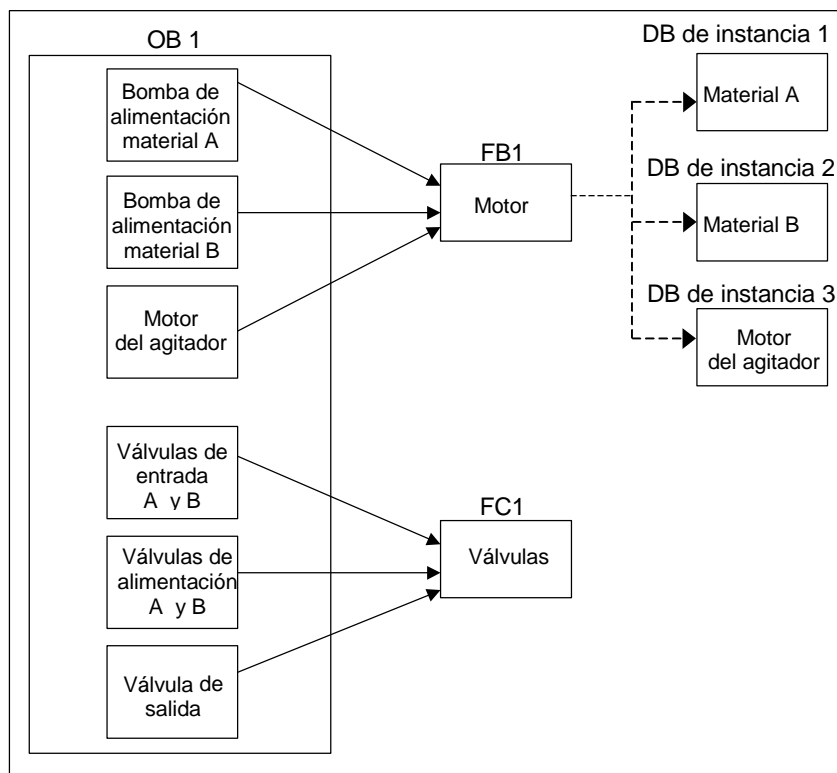 OB 1
Bomba de
alimentación
material A
Bomba de
alimentación
material B
Motor
del agitador
Válvulas de
entrada
A y B
Válvulas de
alimentación
A y B
Válvula de
salida
FB1
Motor
FC1
Válvulas
DB de instancia 1
Material A
DB de instancia 2
Material B
DB de instancia 3
Motor
del agitador